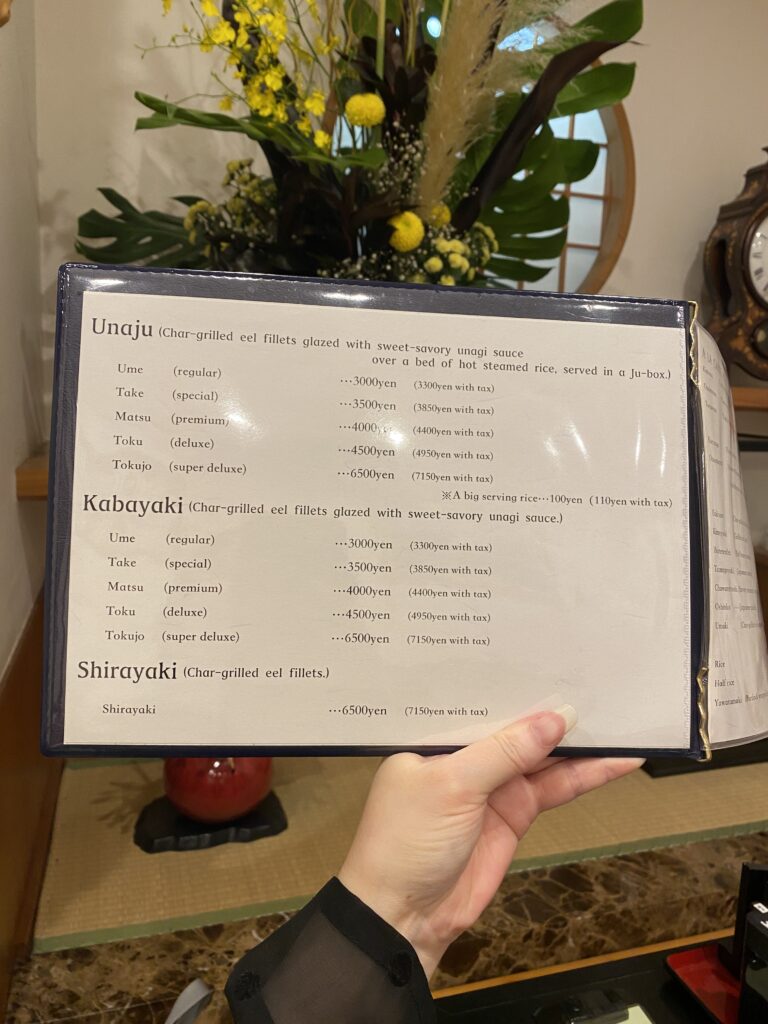 Unaju (Char-grilled eel fillets glazed with sweet-savory unagi sauce
over a bed of hot steamed rice, served in a Ju-box.)
Ume (regular) ···3000yen (3300yen with tax)
Take (special) ···3500yen (3850yen with tax)
Matsu (premium) ···4000 (4400yen with tax)
Toku (deluxe) ···4500yen (4950yen with tax)
Tokujo (super deluxe) ···6500yen (7150yen with tax)
※A big serving rice···100yen (110yen with tax)
Kabayaki (Char-grilled eel fillets glazed with sweet-savory unagi sauce.)
Ume (regular) ···3000yen (3300yen with tax)
Take (special) ···3500yen (3850yen with tax)
Matsu (premium) ···4000yen (4400yen with tax)
Toku (deluxe) ···4500yen (4950yen with tax)
Tokujo (super deluxe) ···6500yen (7150yen with tax)
Shirayaki (Char-grilled eel fillets.)
Shirayaki ···6500yen (7150yen with tax)
Rice
Half rice